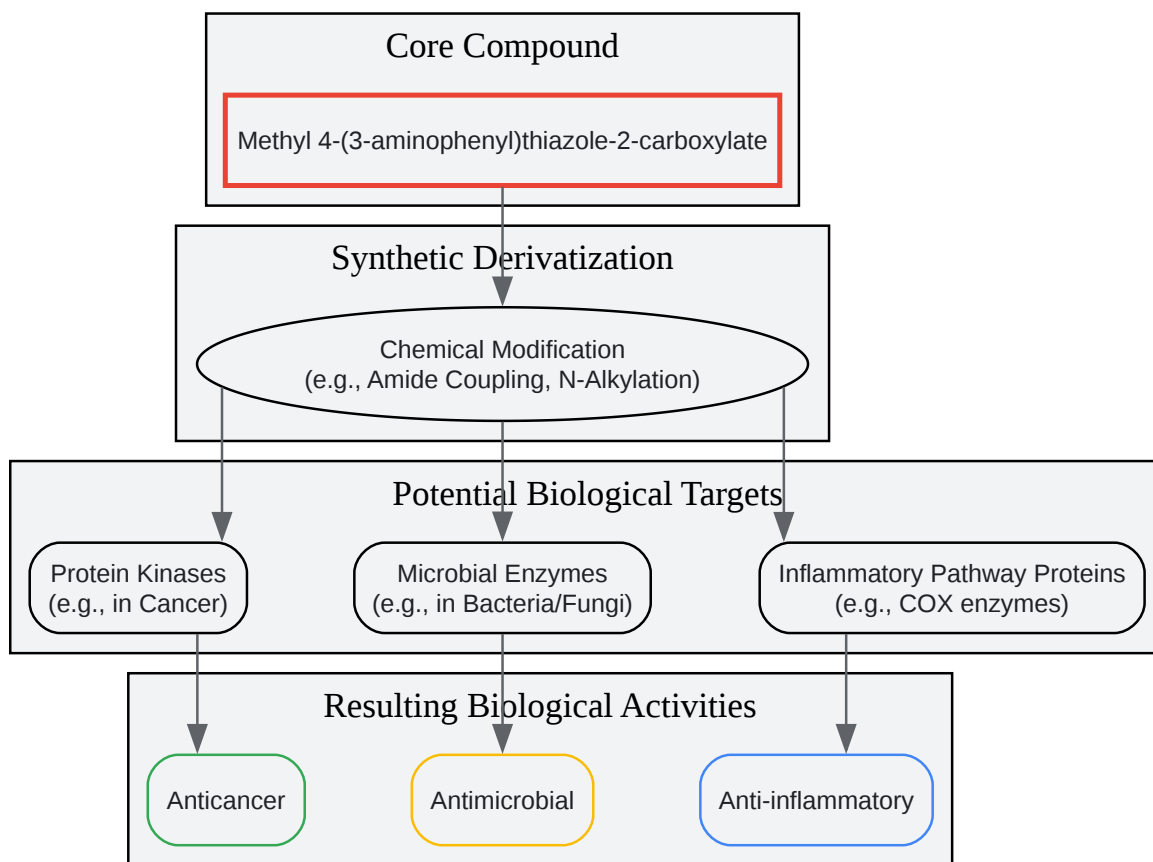 Core Compound
Methyl 4-(3-aminophenyl)thiazole-2-carboxylate
Synthetic Derivatization
Chemical Modification
(e.g., Amide Coupling, N-Alkylation)
Potential Biological Targets
Protein Kinases
(e.g., in Cancer)
Microbial Enzymes
(e.g., in Bacteria/Fungi)
Inflammatory Pathway Proteins
(e.g., COX enzymes)
Resulting Biological Activities
Anticancer
Antimicrobial
Anti-inflammatory